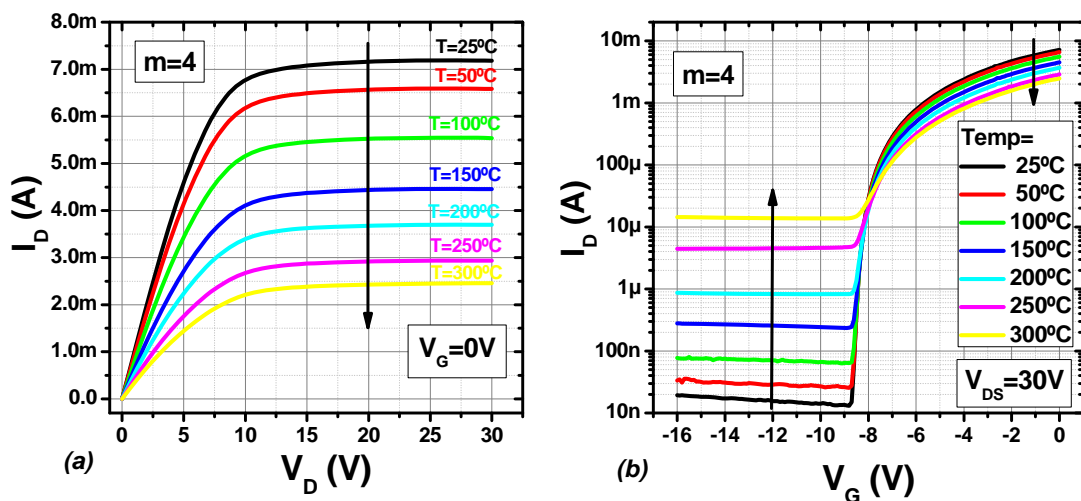 8.0m
7.0m
6.0m
5.0m
4.0m
3.0m
2.0m
1.0m
0.0
I_D (A)
m=4
T=25ºC
T=50ºC
T=100ºC
T=150ºC
T=200ºC
T=250ºC
T=300ºC
V_G=0V
0 5 10 15 20 25 30
(a)
V_D (V)
10m
1m
100µ
10µ
1µ
100n
10n
I_D (A)
m=4
Temp=
25ºC
50ºC
100ºC
150ºC
200ºC
250ºC
300ºC
V_DS=30V
-16 -14 -12 -10 -8 -6 -4 -2 0
(b)
V_G (V)